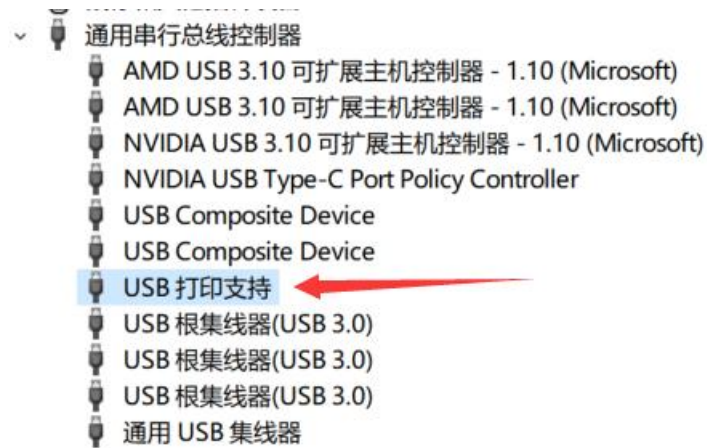 通用串行总线控制器
AMD USB 3.10 可扩展主机控制器 - 1.10 (Microsoft)
AMD USB 3.10 可扩展主机控制器 - 1.10 (Microsoft)
NVIDIA USB 3.10 可扩展主机控制器 - 1.10 (Microsoft)
NVIDIA USB Type-C Port Policy Controller
USB Composite Device
USB Composite Device
USB 打印支持
USB 根集线器(USB 3.0)
USB 根集线器(USB 3.0)
USB 根集线器(USB 3.0)
通用 USB 集线器